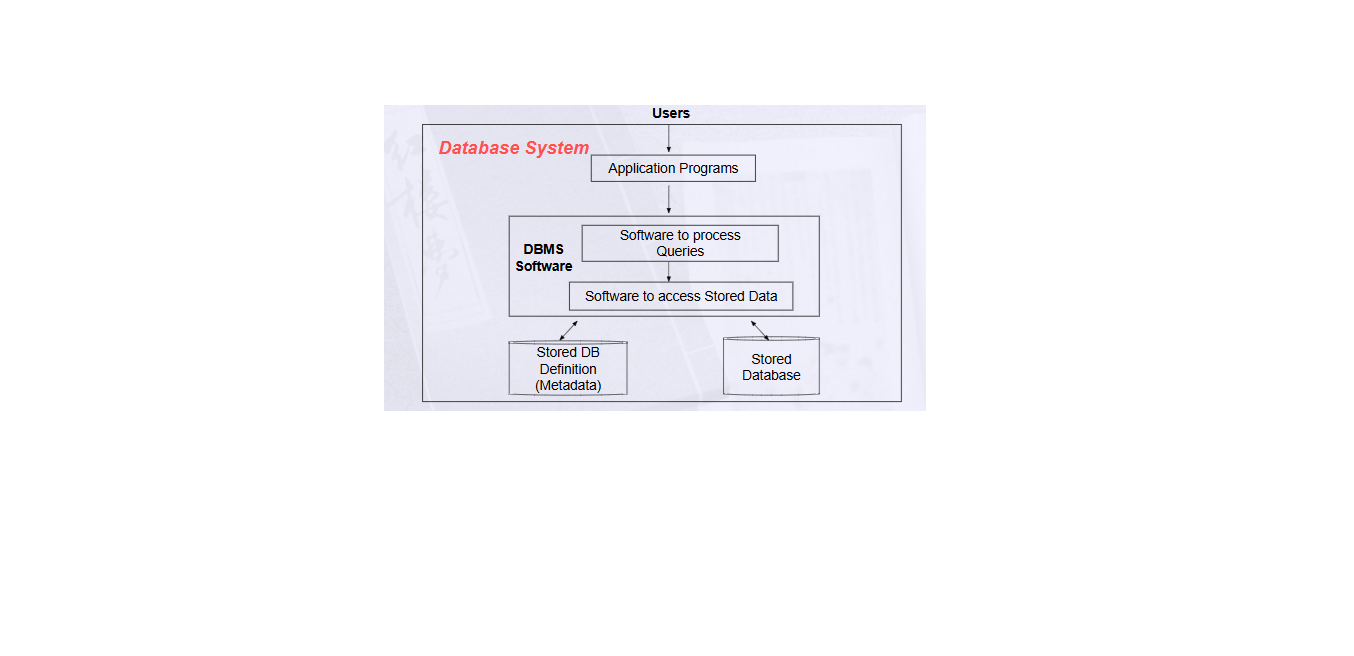 Users
Database System
Application Programs
Software to process
Queries
DBMS
Software
Software to access Stored Data
Stored DB
Definition
(Metadata)
Stored
Database